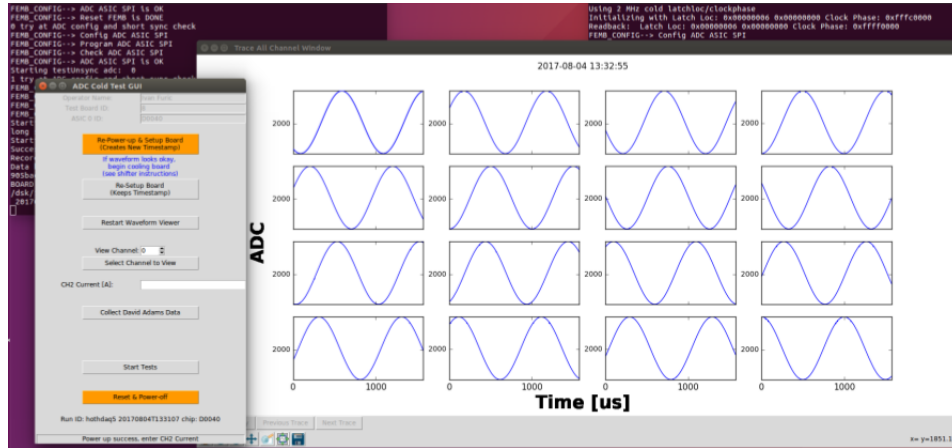 FEMB_CONFIG--> ADC ASIC SPI is OK
FEMB_CONFIG--> Reset FEMB is DONE
0 try at ADC config and short sync check
FEMB_CONFIG--> Config ADC ASIC SPI
FEMB_CONFIG--> Program ADC ASIC SPI
FEMB_CONFIG--> Check ADC ASIC SPI
FEMB_CONFIG--> ADC ASIC SPI is OK
Starting testUnsync adc: 0
Using 2 MHz cold latchloc/clockphase
Initializing with Latch Loc: 0x00000006 0x00000000 Clock Phase: 0xfffc0000
Readback: Latch Loc: 0x00000006 0x00000000 Clock Phase: 0xffff0000
FEMB_CONFIG--> Config ADC ASIC SPI
Trace All Channel Window
2017-08-04 13:32:55
ADC Cold Test GUI
Operator Name:
Test Board ID:
Re-Power-up & Setup Board
(Creates New Timestamp)
If waveform looks okay,
begin cooling board
(see shifter instructions)
Re-Setup Board
(Keeps Timestamp)
Restart Waveform Viewer
View Channel: 0
Select Channel to View
CH2 Current [A]:
Collect David Adams Data
Start Tests
Reset & Power-off
Run ID: hothdaq5 20170804T133107 chip: D0040
Power up success, enter CH2 Current
ADC
2000 2000 2000 2000
2000 2000 2000 2000
2000 2000 2000 2000
2000 2000 2000 2000
0 1000 0 1000 0 1000 0 1000
Time [us]
Previous Trace Next Trace